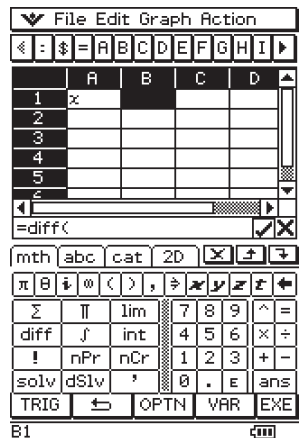 File Edit Graph Action
: $ = A B C D E F G H I
A B C D
1 x
2
3
4
5
=diff(
mth abc cat 2D
π θ i ∞ ( ) , ⇒ x y z t ←
Σ Π lim 7 8 9 ^ =
diff ∫ int 4 5 6 × ÷
! nPr nCr 1 2 3 + −
solv dSlv ' 0 . E ans
TRIG OPTN VAR EXE
B1